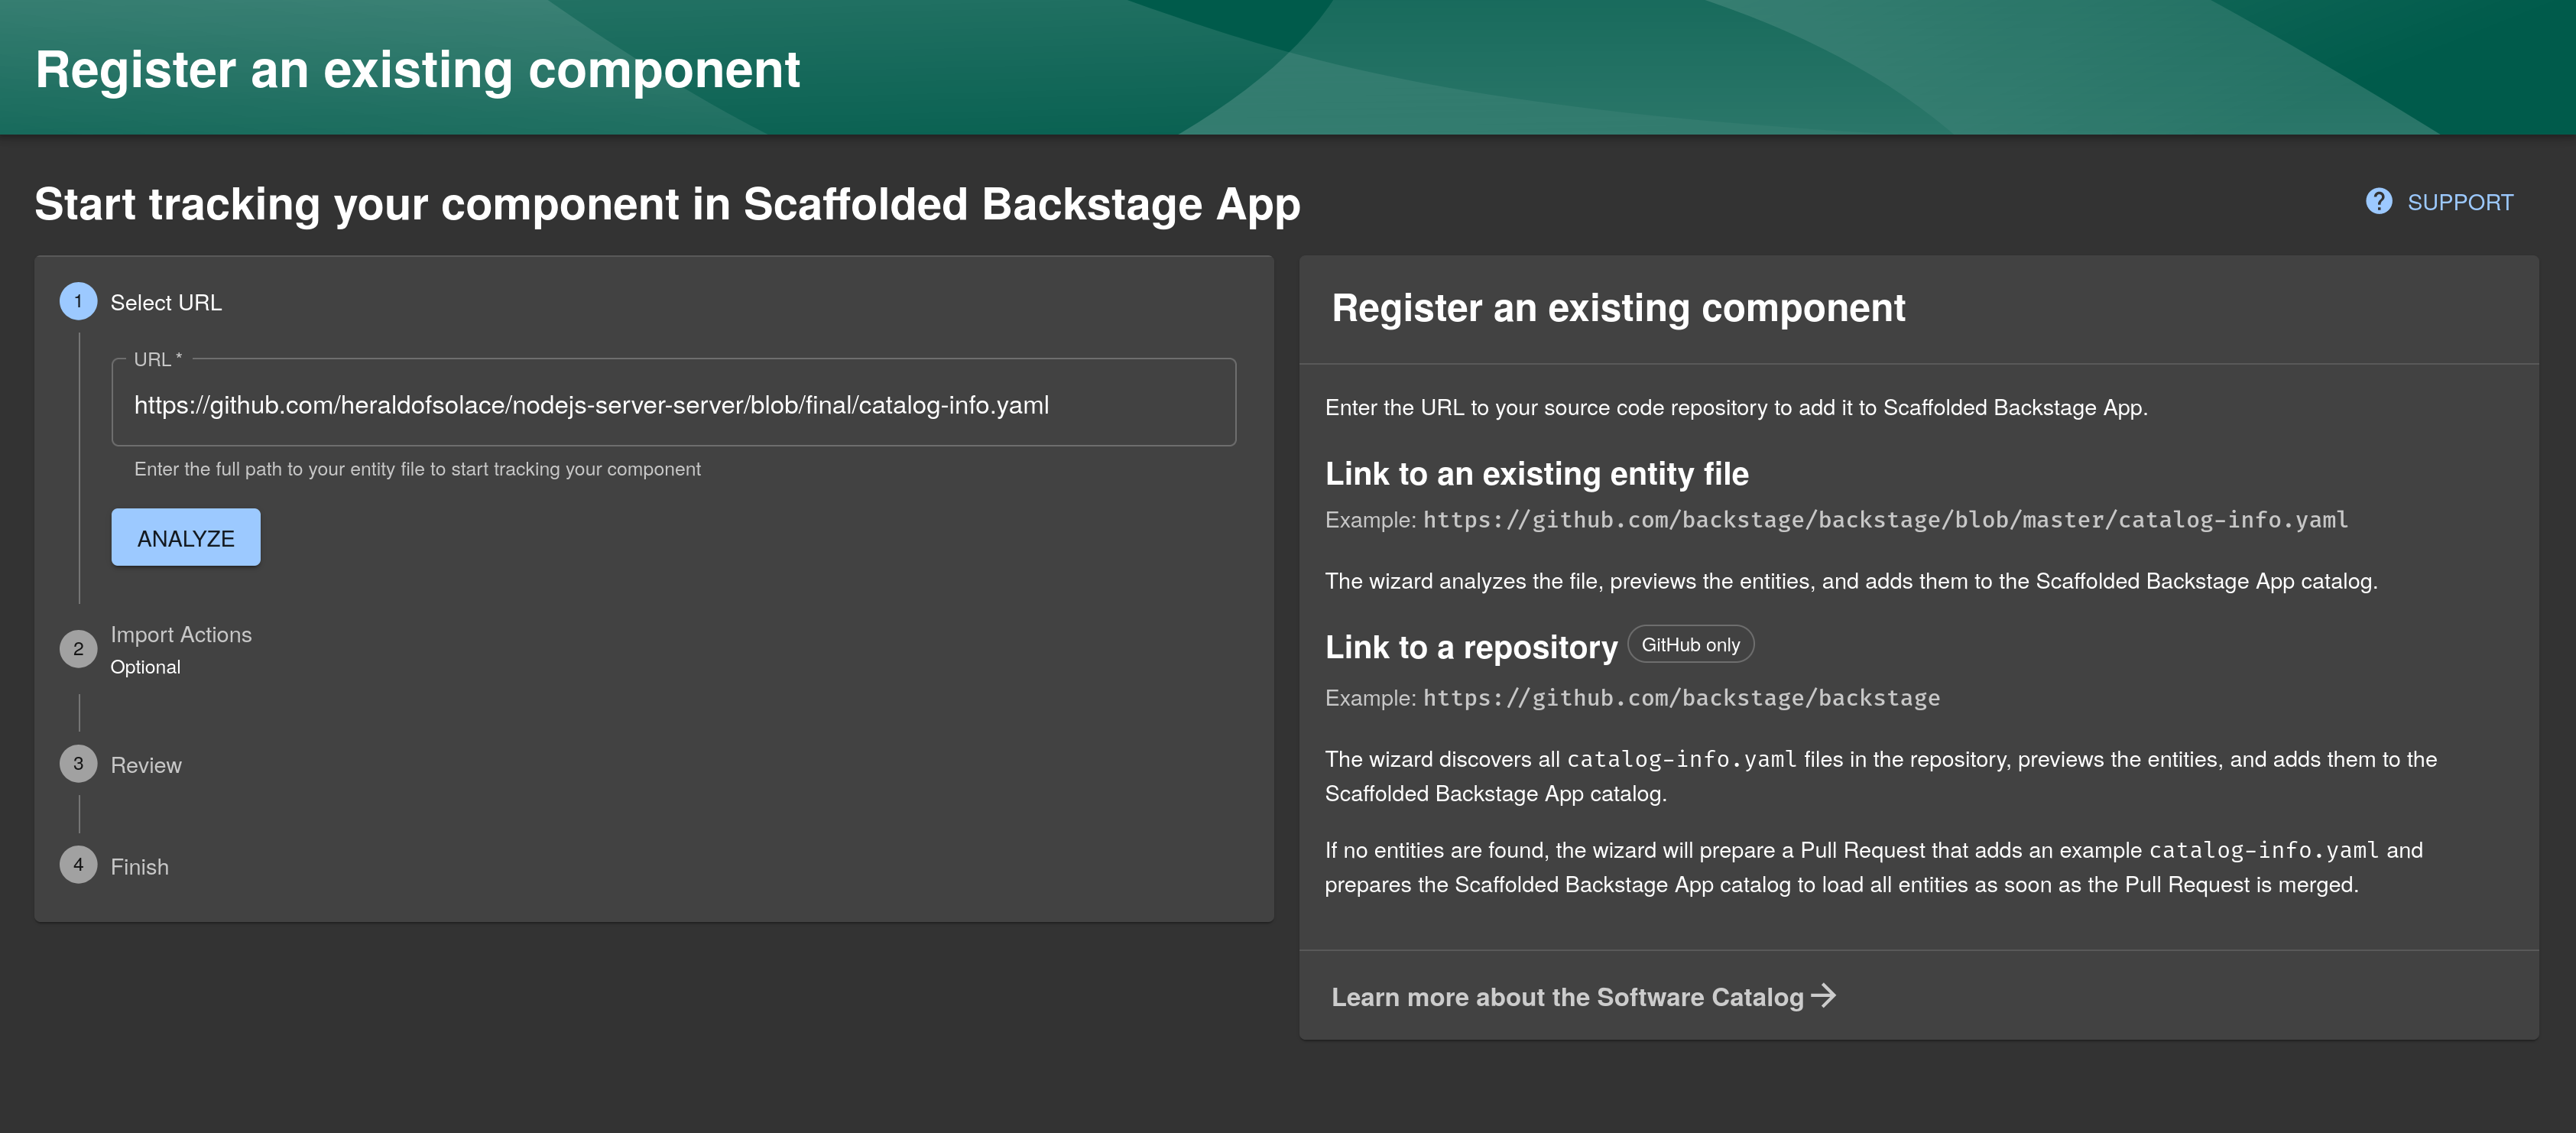 Register an existing component
Start tracking your component in Scaffolded Backstage App
SUPPORT
1 Select URL
URL *
https://github.com/heraldofsolace/nodejs-server-server/blob/final/catalog-info.yaml
Enter the full path to your entity file to start tracking your component
ANALYZE
2 Import Actions
Optional
3 Review
4 Finish
Register an existing component
Enter the URL to your source code repository to add it to Scaffolded Backstage App.
Link to an existing entity file
Example: https://github.com/backstage/backstage/blob/master/catalog-info.yaml
The wizard analyzes the file, previews the entities, and adds them to the Scaffolded Backstage App catalog.
Link to a repository GitHub only
Example: https://github.com/backstage/backstage
The wizard discovers all catalog-info.yaml files in the repository, previews the entities, and adds them to the
Scaffolded Backstage App catalog.
If no entities are found, the wizard will prepare a Pull Request that adds an example catalog-info.yaml and
prepares the Scaffolded Backstage App catalog to load all entities as soon as the Pull Request is merged.
Learn more about the Software Catalog